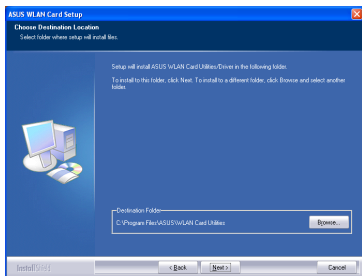 ASUS WLAN Card Setup
Choose Destination Location
Select folder where setup will install files.
Setup will install ASUS WLAN Card Utilities/Driver in the following folder.
To install to this folder, click Next. To install to a different folder, click Browse and select another
folder.
Destination Folder
C:\Program Files\ASUS\WLAN Card Utilities
Browse...
InstallShield
< Back
Next >
Cancel